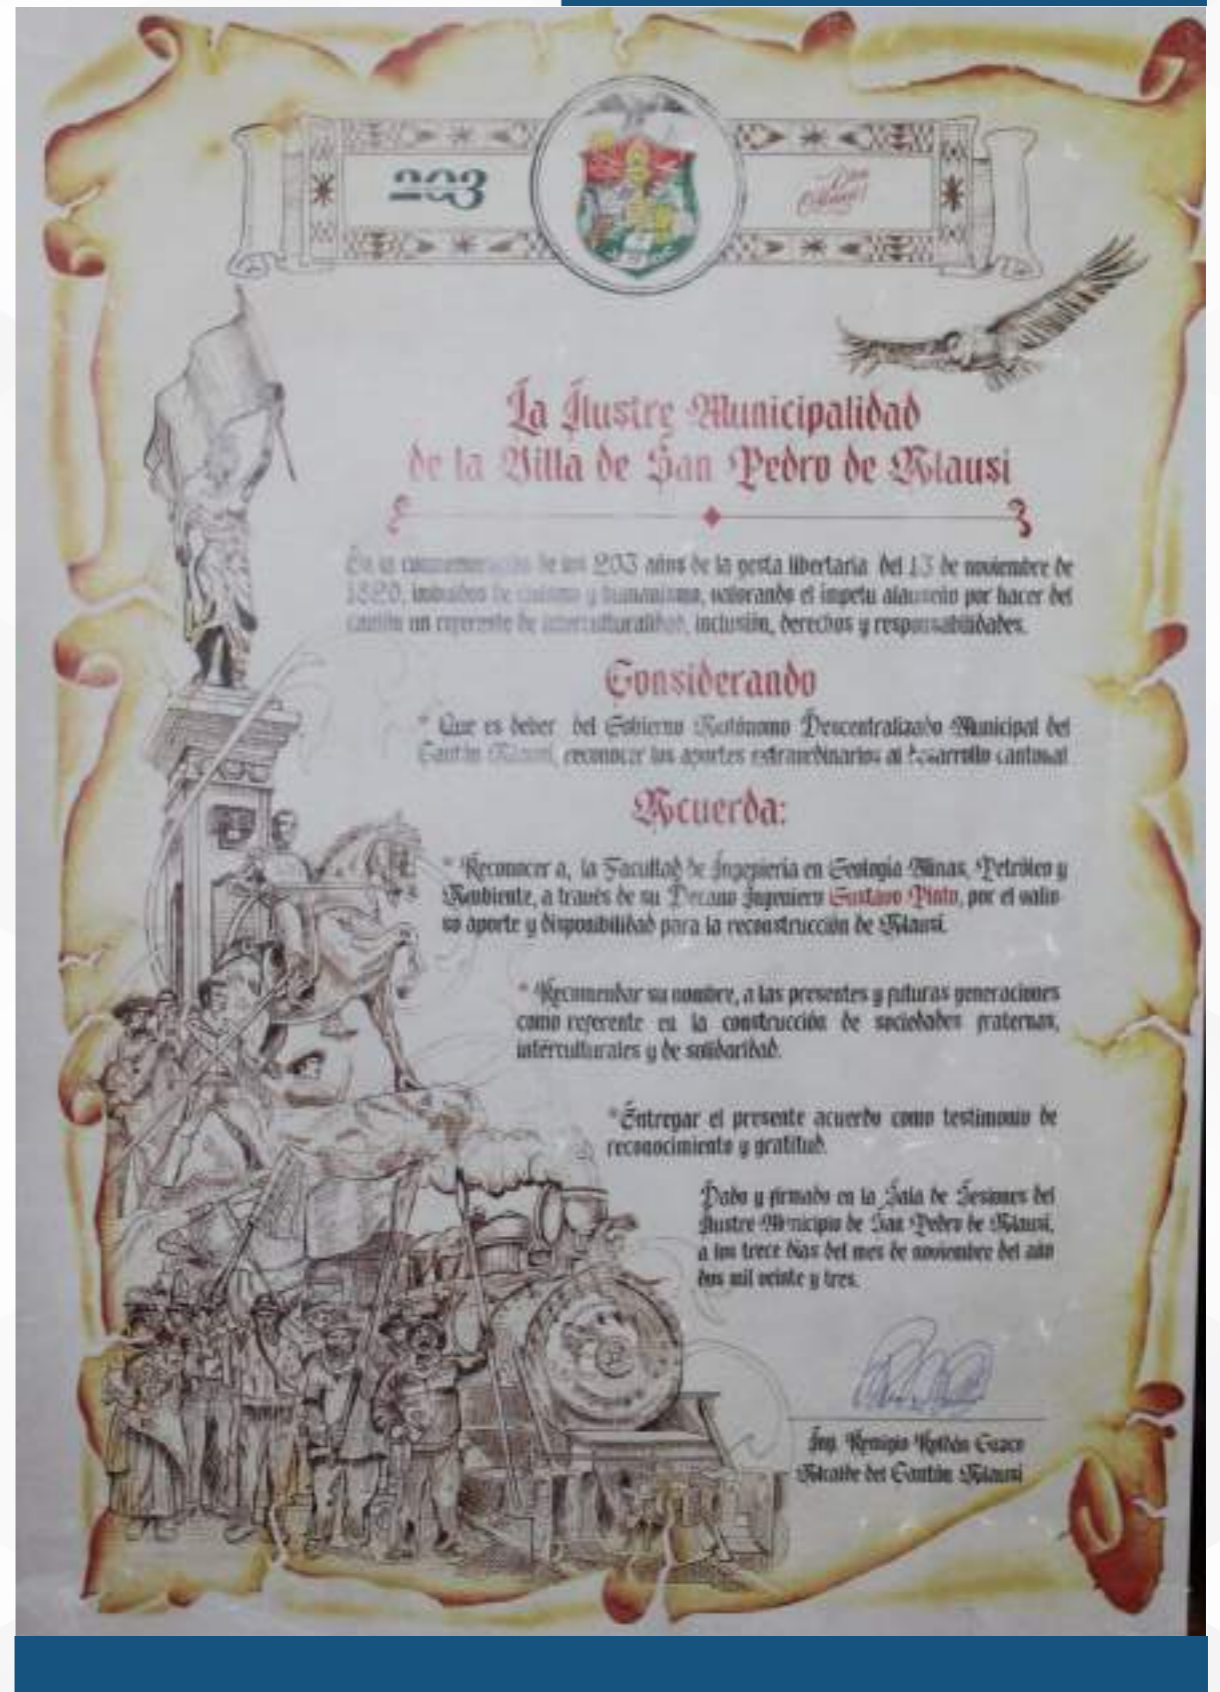 203
Viva Alausí!
La Ilustre Municipalidad
de la Villa de San Pedro de Alausí
En la conmemoración de los 203 años de la gesta libertaria del 13 de noviembre de
1820, imbuidos de civismo y humanismo, valorando el ímpetu alauseño por hacer del
cantón un referente de interculturalidad, inclusión, derechos y responsabilidades.
Considerando
* Que es deber del Gobierno Autónomo Descentralizado Municipal del
Cantón Alausí, reconocer los aportes extraordinarios al desarrollo cantonal
Acuerda:
* Reconocer a, la Facultad de Ingeniería en Geología Minas, Petróleo y
Ambiente, a través de su Decano Ingeniero Gustavo Pinto, por el valio-
so aporte y disponibilidad para la reconstrucción de Alausí.
* Recomendar su nombre, a las presentes y futuras generaciones
como referente en la construcción de sociedades fraternas,
interculturales y de solidaridad.
*Entregar el presente acuerdo como testimonio de
reconocimiento y gratitud.
Dado y firmado en la Sala de Sesiones del
Ilustre Municipio de San Pedro de Alausí,
a los trece días del mes de noviembre del año
dos mil veinte y tres.
Ing. Remigio Roldán Cuzco
Alcalde del Cantón Alausí